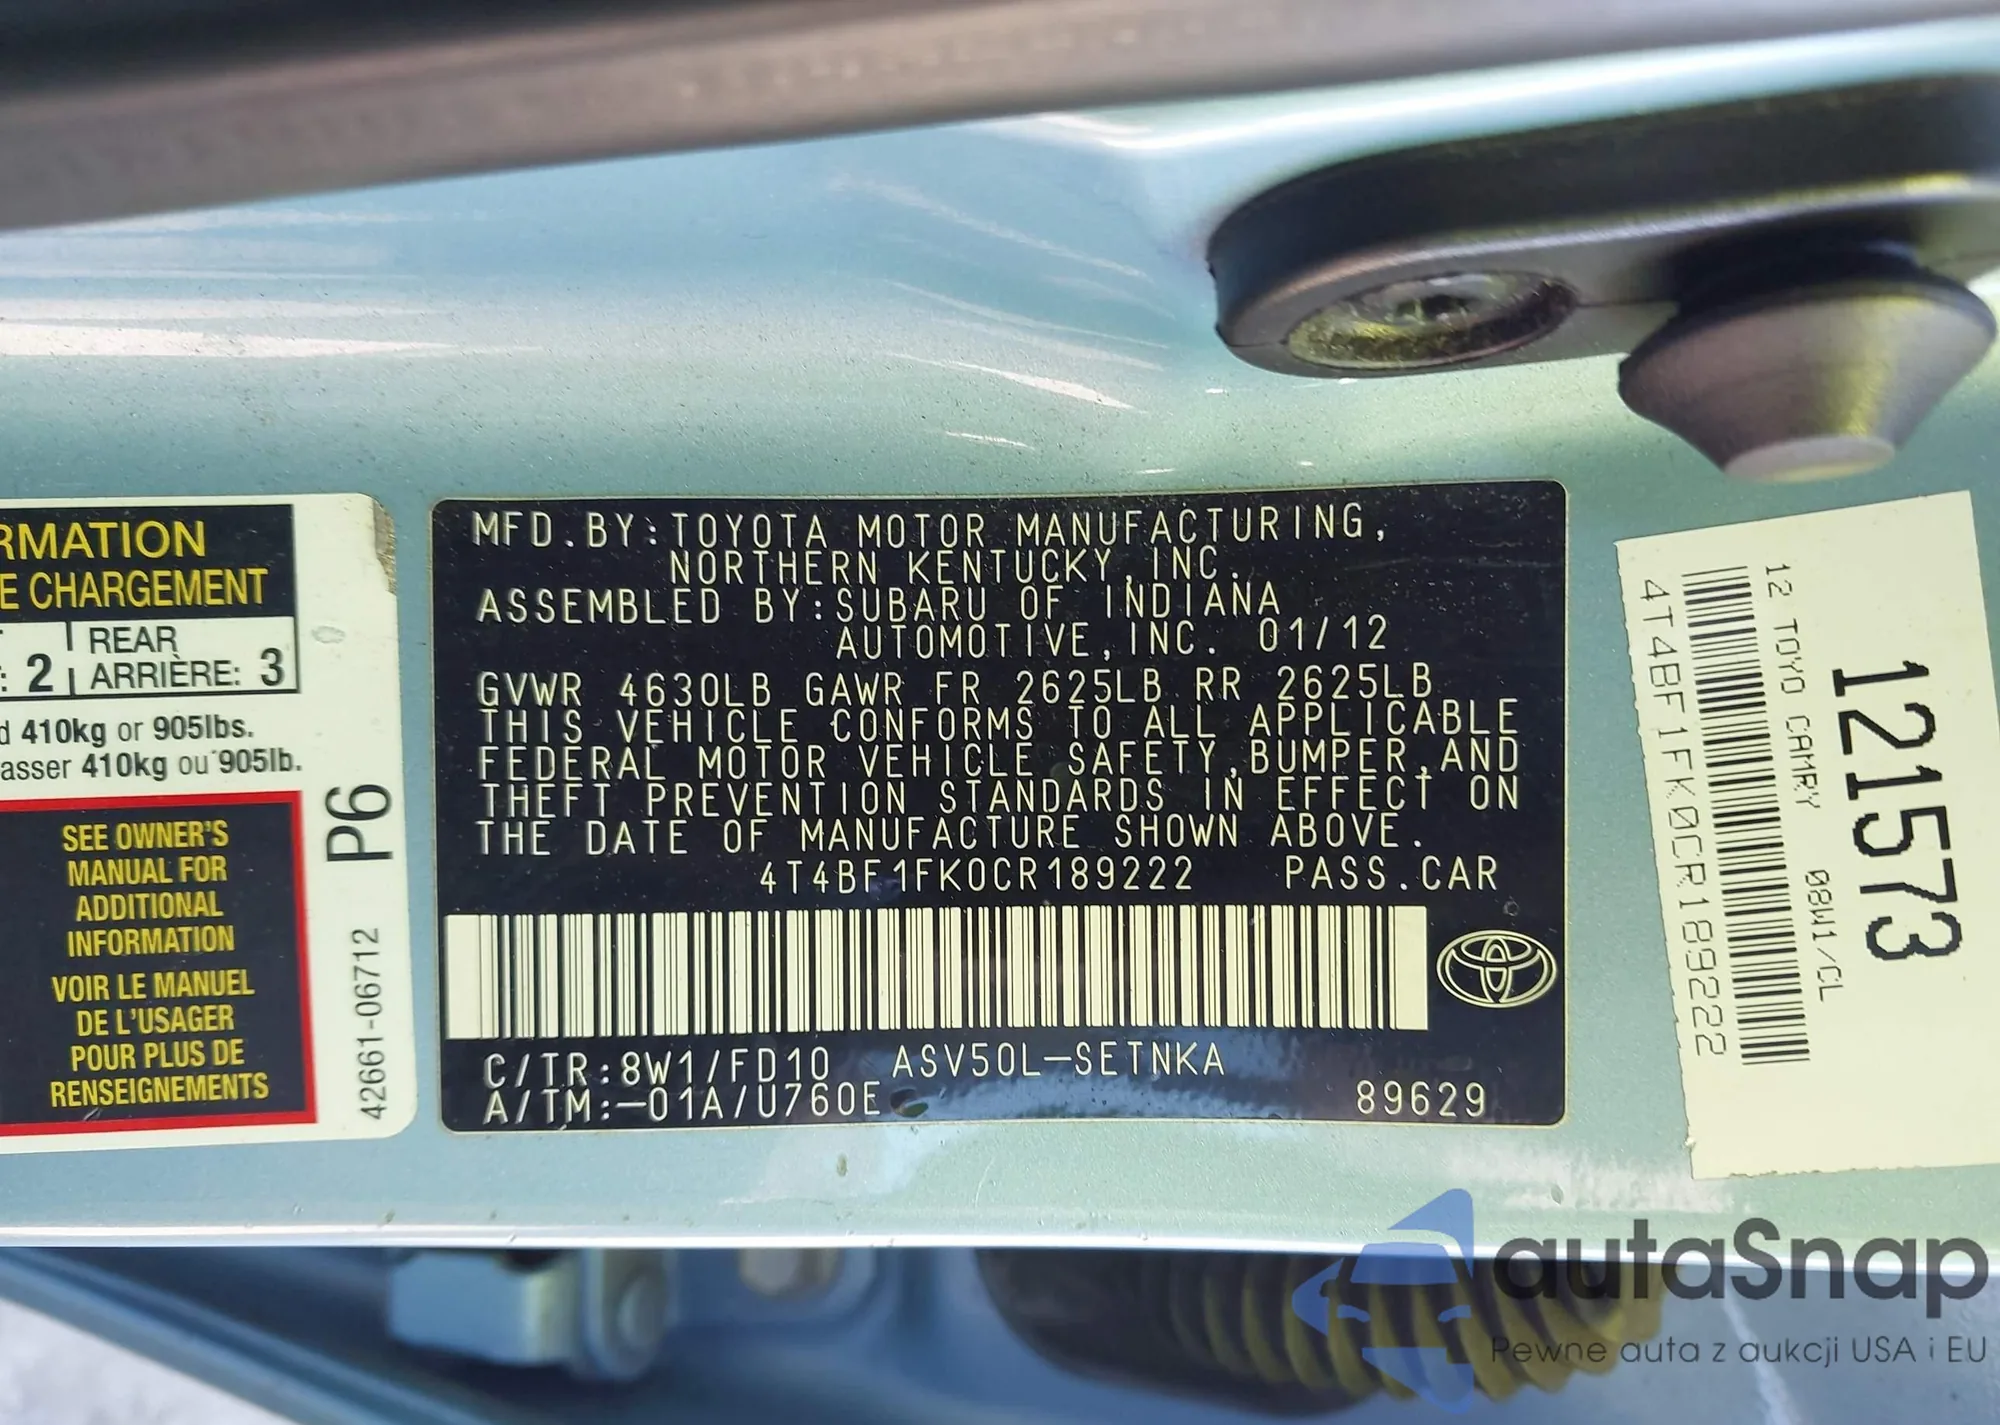 RMATION
E CHARGEMENT
REAR
: 2 ARRIÈRE: 3
410kg or 905lbs.
asser 410kg ou 905lb.
SEE OWNER'S
MANUAL FOR
ADDITIONAL
INFORMATION
VOIR LE MANUEL
DE L'USAGER
POUR PLUS DE
RENSEIGNEMENTS
P6
42661-06712
MFD.BY:TOYOTA MOTOR MANUFACTURING,
NORTHERN KENTUCKY,INC.
ASSEMBLED BY:SUBARU OF INDIANA
AUTOMOTIVE,INC. 01/12
GVWR 4630LB GAWR FR 2625LB RR 2625LB
THIS VEHICLE CONFORMS TO ALL APPLICABLE
FEDERAL MOTOR VEHICLE SAFETY,BUMPER,AND
THEFT PREVENTION STANDARDS IN EFFECT ON
THE DATE OF MANUFACTURE SHOWN ABOVE.
4T4BF1FK0CR189222 PASS.CAR
C/TR:8W1/FD10 ASV50L-SETNKA
A/TM:-01A/U760E 89629
121573
12 TOYO CAMRY 08W1/CL
4T4BF1FK0CR189222
autaSnap
Pewne auta z aukcji USA i EU